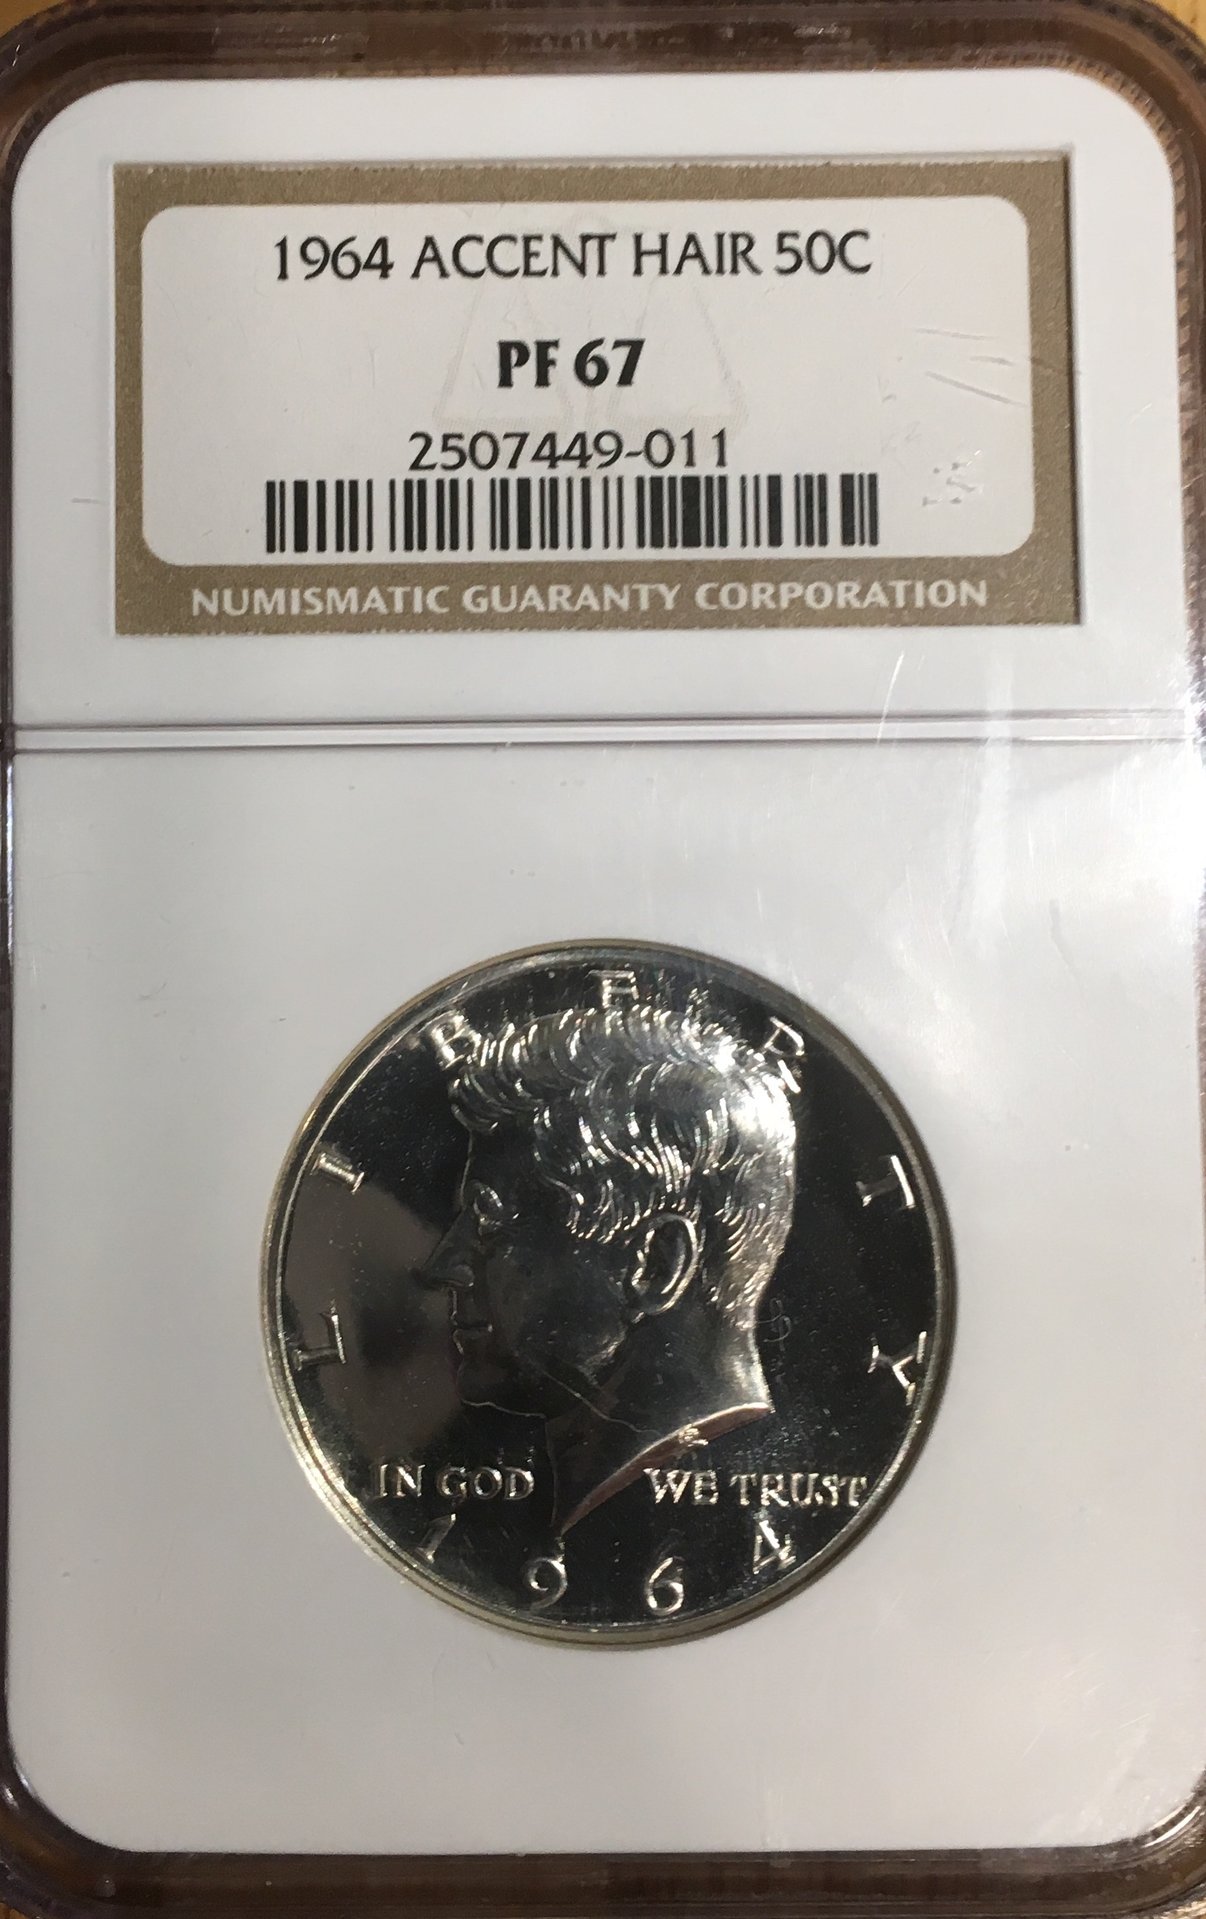 1964 ACCENT HAIR 50C
PF 67
2507449-011
NUMISMATIC GUARANTY CORPORATION
LIBERTY
IN GOD WE TRUST
1964